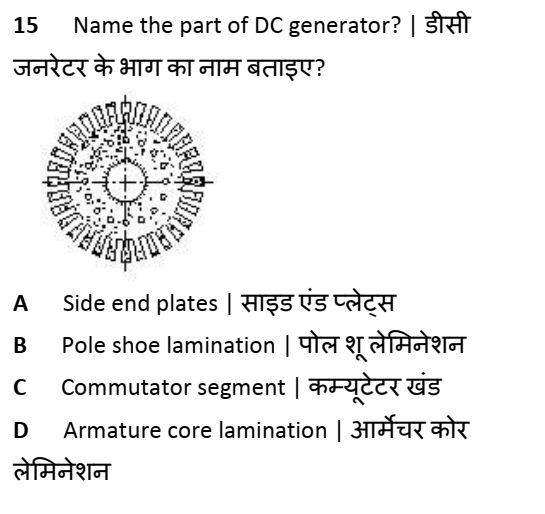 15 Name the part of DC generator? | डीसी
जनरेटर के भाग का नाम बताइए?
A Side end plates | साइड एंड प्लेट्स
B Pole shoe lamination | पोल शू लेमिनेशन
C Commutator segment | कम्यूटेटर खंड
D Armature core lamination | आर्मेचर कोर
लेमिनेशन